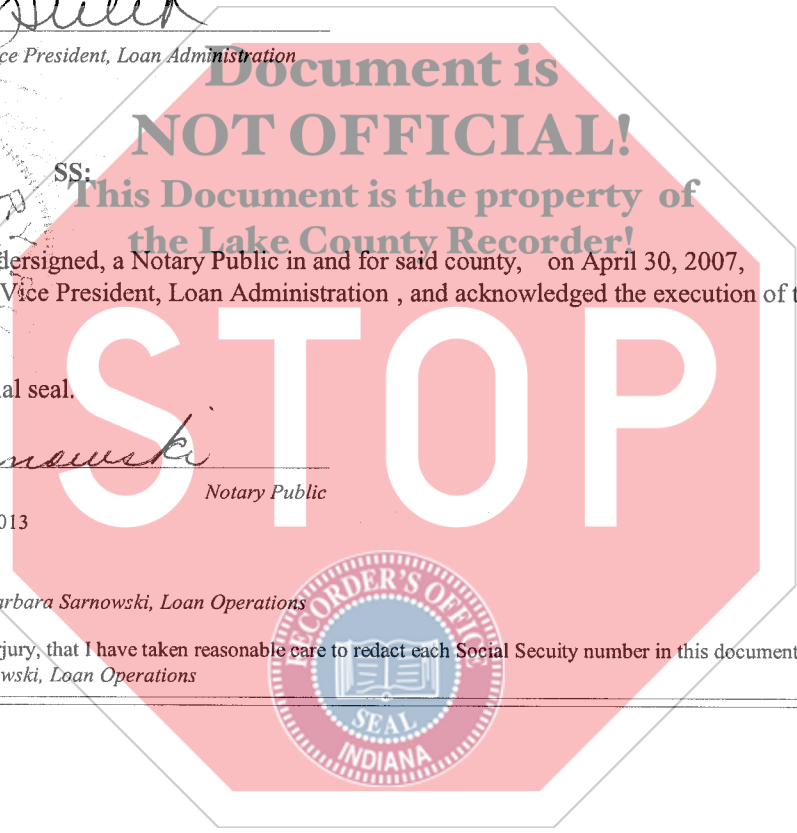 ce President, Loan Administration
Document is
NOT OFFICIAL!
SS:
This Document is the property of
the Lake County Recorder!
dersigned, a Notary Public in and for said county, on April 30, 2007,
Vice President, Loan Administration , and acknowledged the execution of t
STOP
al seal.
nowski
Notary Public
013
arbara Sarnowski, Loan Operations
RECORDER'S OFFICE
rjury, that I have taken reasonable care to redact each Social Secuity number in this document
wski, Loan Operations
SEAL
INDIANA